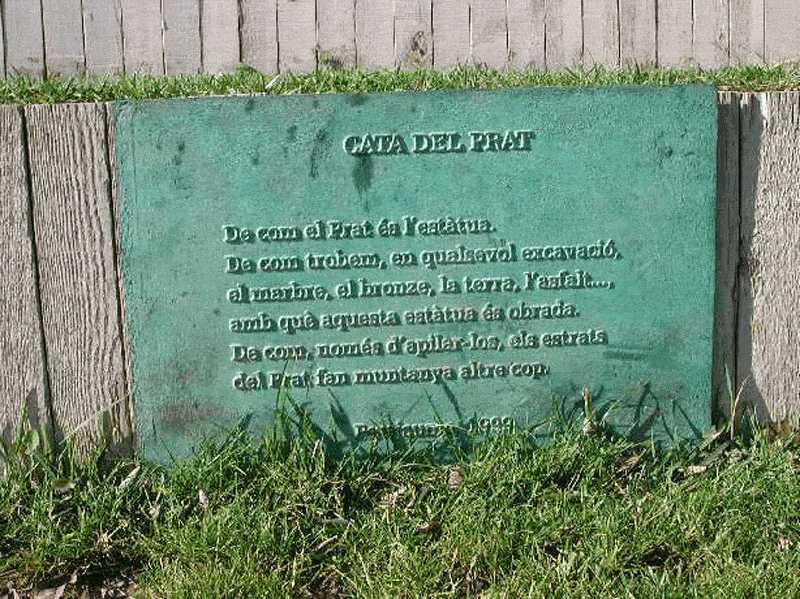 CATA DEL PRAT
De com el Prat és l'estàtua.
De com trobem, en qualsevol excavació,
el marbre, el bronze, la terra, l'asfalt...,
amb què aquesta estàtua és obrada.
De com, només d'apilar-los, els estrats
del Prat fan muntanya altre cop.
1999